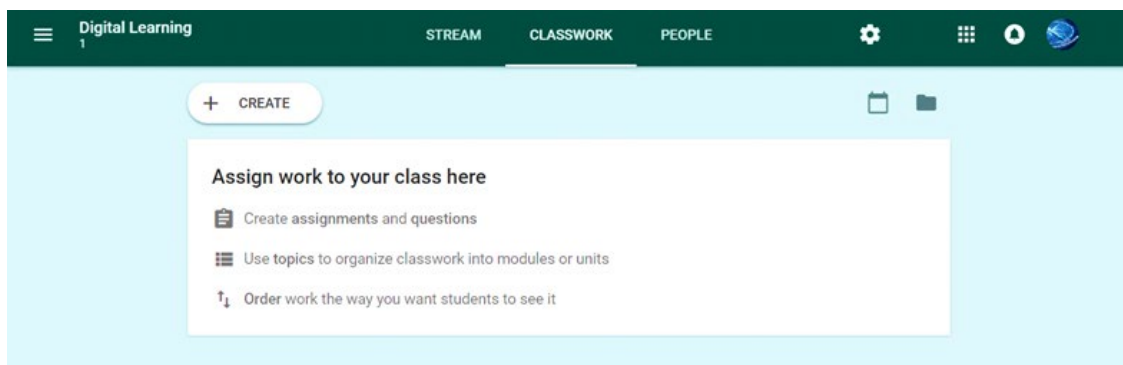 Digital Learning
1
STREAM CLASSWORK PEOPLE
+ CREATE
Assign work to your class here
Create assignments and questions
Use topics to organize classwork into modules or units
Order work the way you want students to see it